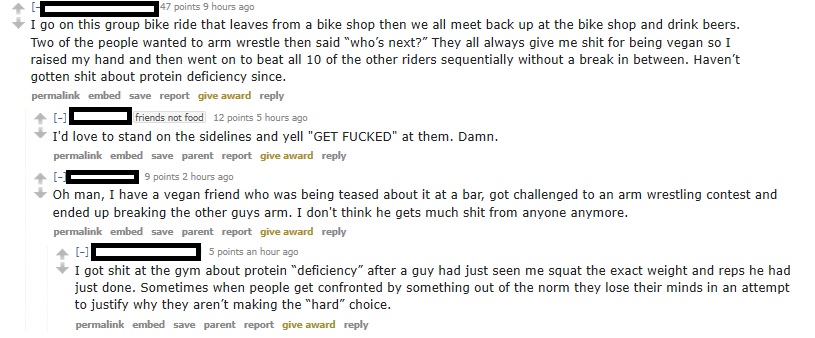 [-] 47 points 9 hours ago
I go on this group bike ride that leaves from a bike shop then we all meet back up at the bike shop and drink beers.
Two of the people wanted to arm wrestle then said “who’s next?” They all always give me shit for being vegan so I
raised my hand and then went on to beat all 10 of the other riders sequentially without a break in between. Haven’t
gotten shit about protein deficiency since.
permalink embed save report give award reply
[-] friends not food 12 points 5 hours ago
I'd love to stand on the sidelines and yell "GET FUCKED" at them. Damn.
permalink embed save parent report give award reply
[-] 9 points 2 hours ago
Oh man, I have a vegan friend who was being teased about it at a bar, got challenged to an arm wrestling contest and
ended up breaking the other guys arm. I don't think he gets much shit from anyone anymore.
permalink embed save parent report give award reply
[-] 5 points an hour ago
I got shit at the gym about protein “deficiency” after a guy had just seen me squat the exact weight and reps he had
just done. Sometimes when people get confronted by something out of the norm they lose their minds in an attempt
to justify why they aren’t making the “hard” choice.
permalink embed save parent report give award reply